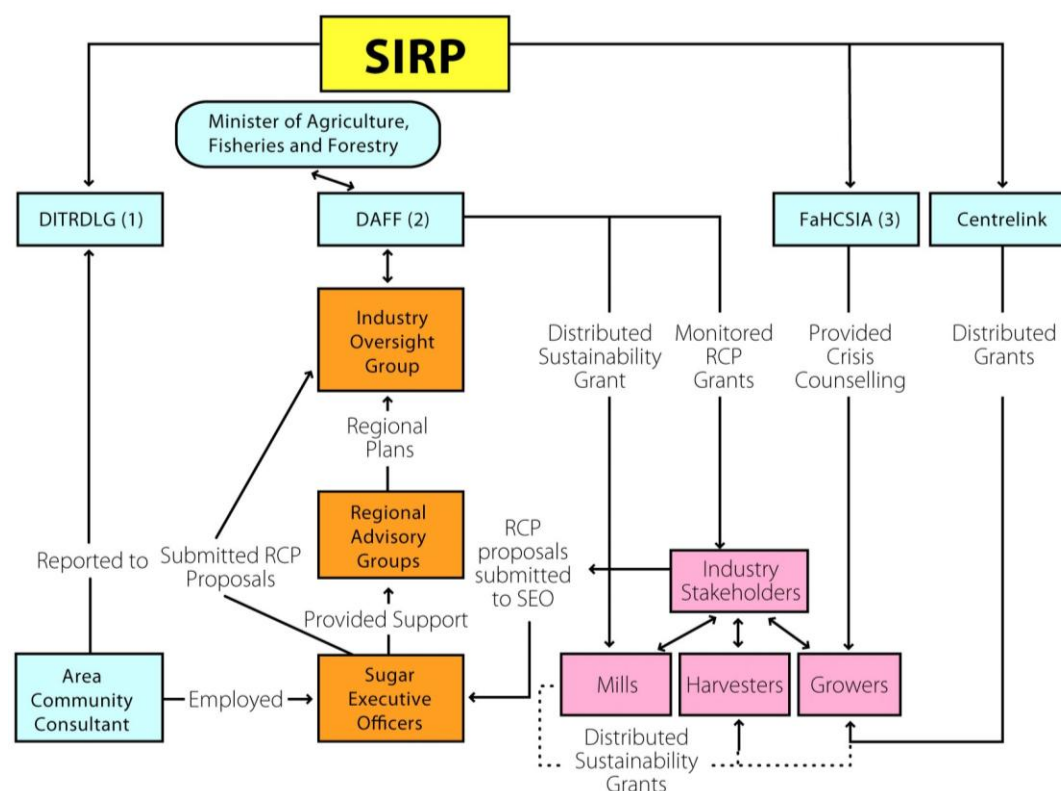 SIRP
Minister of Agriculture,
Fisheries and Forestry
DITRDLG (1)
DAFF (2)
FaHCSIA (3)
Centrelink
Industry
Oversight
Group
Distributed
Sustainability
Grant
Monitored
RCP
Grants
Provided
Crisis
Counselling
Distributed
Grants
Regional
Plans
Regional
Advisory
Groups
RCP
proposals
submitted
to SEO
Industry
Stakeholders
Reported to
Submitted RCP
Proposals
Provided Support
Area
Community
Consultant
Employed
Sugar
Executive
Officers
Mills
Harvesters
Growers
Distributed
Sustainability
Grants